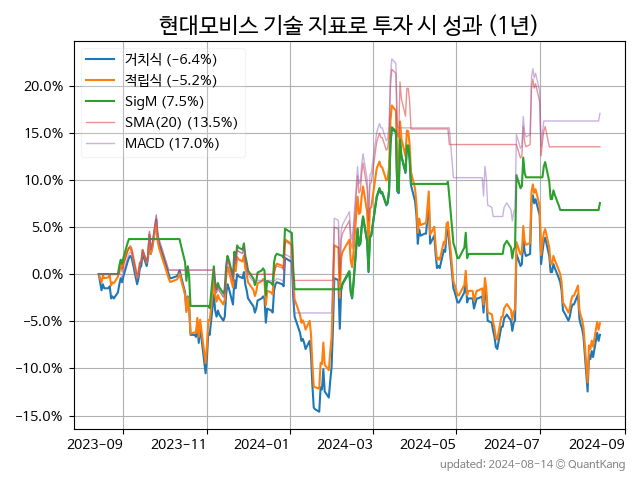 현대모비스 기술 지표로 투자 시 성과 (1년)
거치식 (−6.4%)
적립식 (−5.2%)
SigM (7.5%)
SMA(20) (13.5%)
MACD (17.0%)
20.0%
15.0%
10.0%
5.0%
0.0%
−5.0%
−10.0%
−15.0%
2023-09 2023-11 2024-01 2024-03 2024-05 2024-07 2024-09
updated: 2024-08-14 © QuantKang